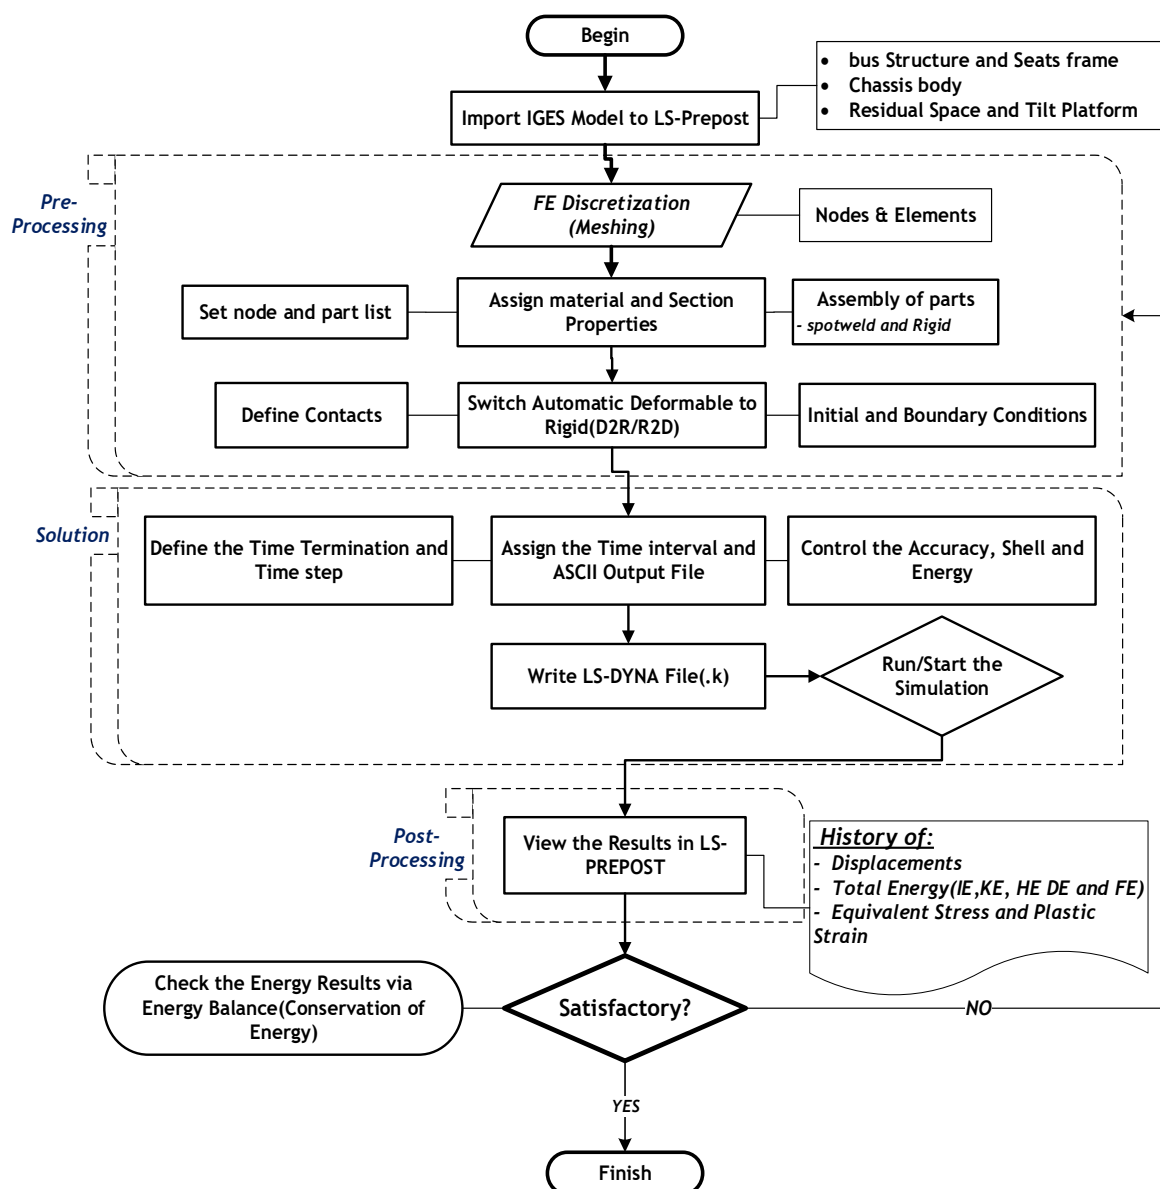 Begin
Import IGES Model to LS-Prepost
• bus Structure and Seats frame
• Chassis body
• Residual Space and Tilt Platform
Pre-
Processing
FE Discretization
(Meshing)
Nodes & Elements
Set node and part list
Assign material and Section
Properties
Assembly of parts
- spotweld and Rigid
Define Contacts
Switch Automatic Deformable to
Rigid(D2R/R2D)
Initial and Boundary Conditions
Solution
Define the Time Termination and
Time step
Assign the Time interval and
ASCII Output File
Control the Accuracy, Shell and
Energy
Write LS-DYNA File(.k)
Run/Start the
Simulation
Post-
Processing
View the Results in LS-
PREPOST
History of:
- Displacements
- Total Energy(IE,KE, HE DE and FE)
- Equivalent Stress and Plastic
Strain
Check the Energy Results via
Energy Balance(Conservation of
Energy)
Satisfactory?
NO
YES
Finish